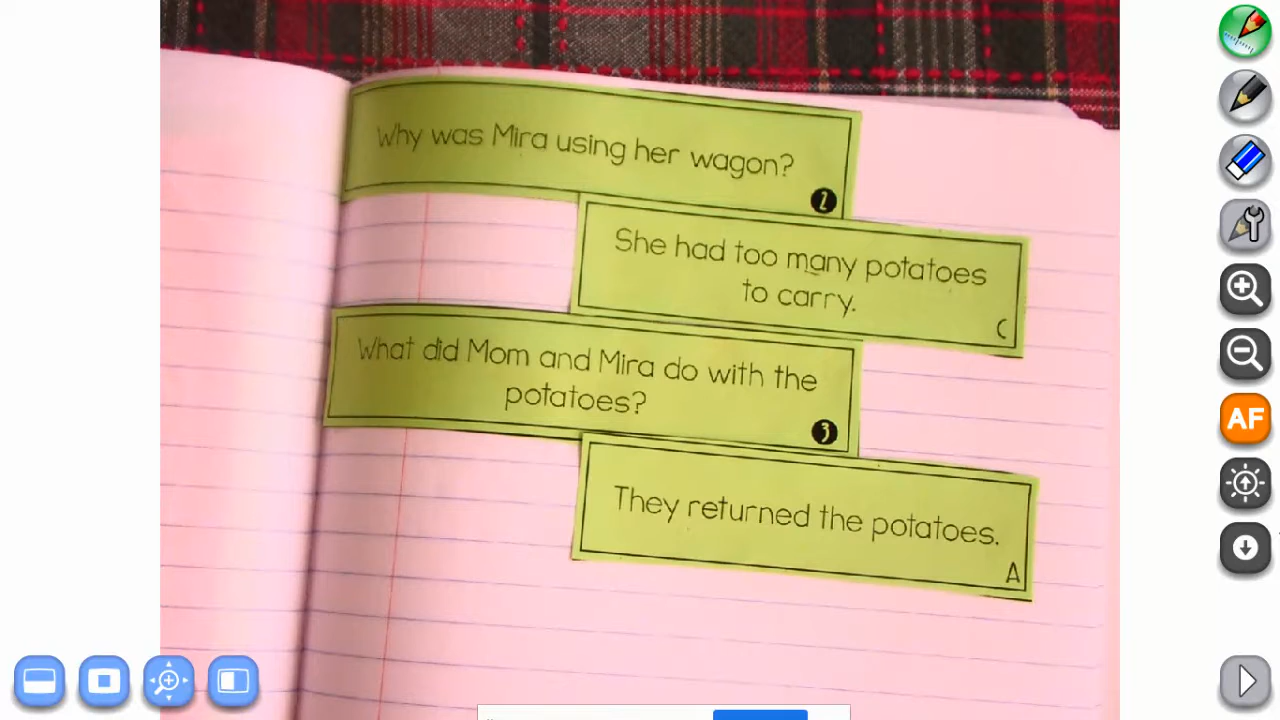 Why was Mira using her wagon?
2
She had too many potatoes
to carry.
C
What did Mom and Mira do with the
potatoes?
3
They returned the potatoes.
A
AF